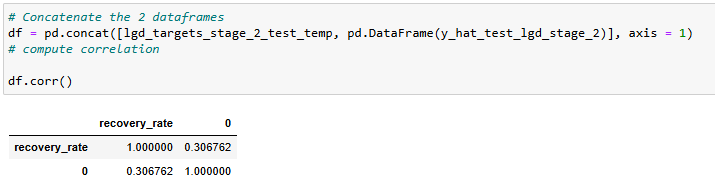 # Concatenate the 2 dataframes
df = pd.concat([lgd_targets_stage_2_test_temp, pd.DataFrame(y_hat_test_lgd_stage_2)], axis = 1)
# compute correlation
df.corr()
recovery_rate 0
recovery_rate 1.000000 0.306762
0 0.306762 1.000000